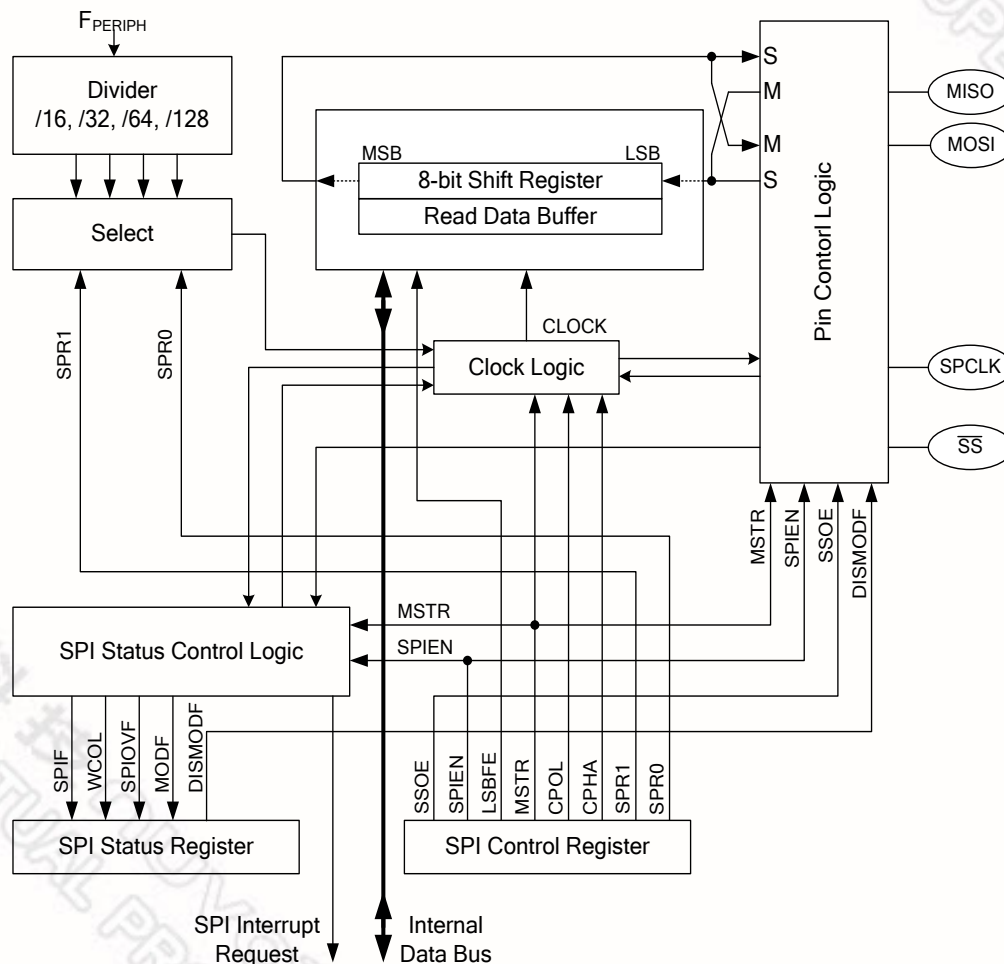 FPERIPH
Divider
/16, /32, /64, /128
Select
SPR1
SPR0
MSB
LSB
8-bit Shift Register
Read Data Buffer
CLOCK
Clock Logic
S
M
M
S
Pin Contorl Logic
MISO
MOSI
SPCLK
SS
MSTR
SPIEN
SSOE
DISMODF
SPI Status Control Logic
MSTR
SPIEN
SPIF
WCOL
SPIOVF
MODF
DISMODF
SPI Status Register
SSOE
SPIEN
LSBFE
MSTR
CPOL
CPHA
SPR1
SPR0
SPI Control Register
SPI Interrupt
Request
Internal
Data Bus